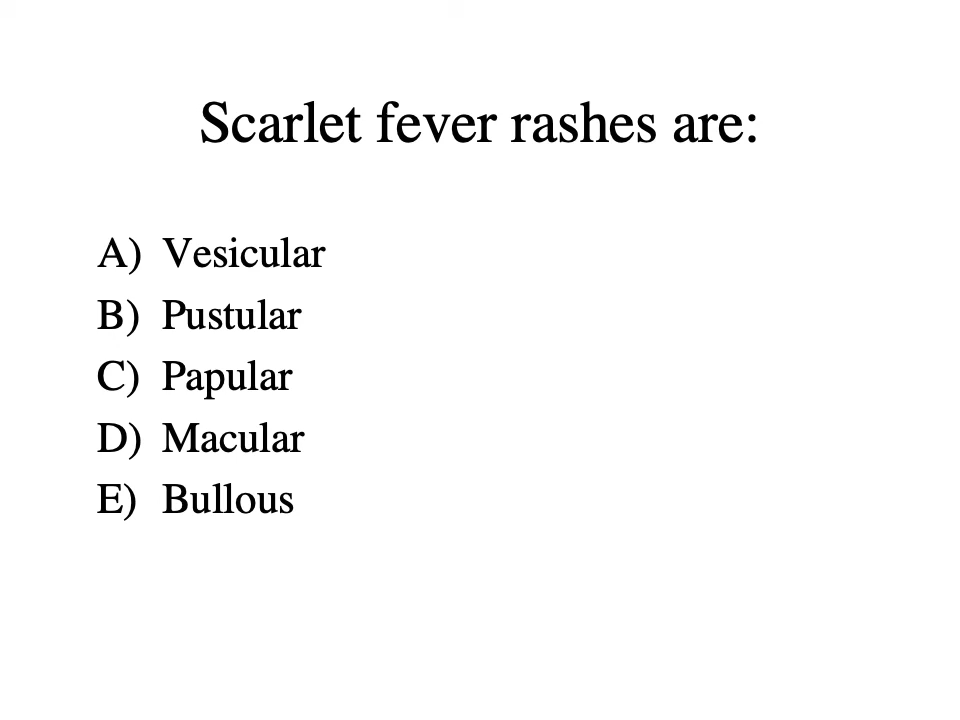 Scarlet fever rashes are:
A) Vesicular
B) Pustular
C) Papular
D) Macular
E) Bullous